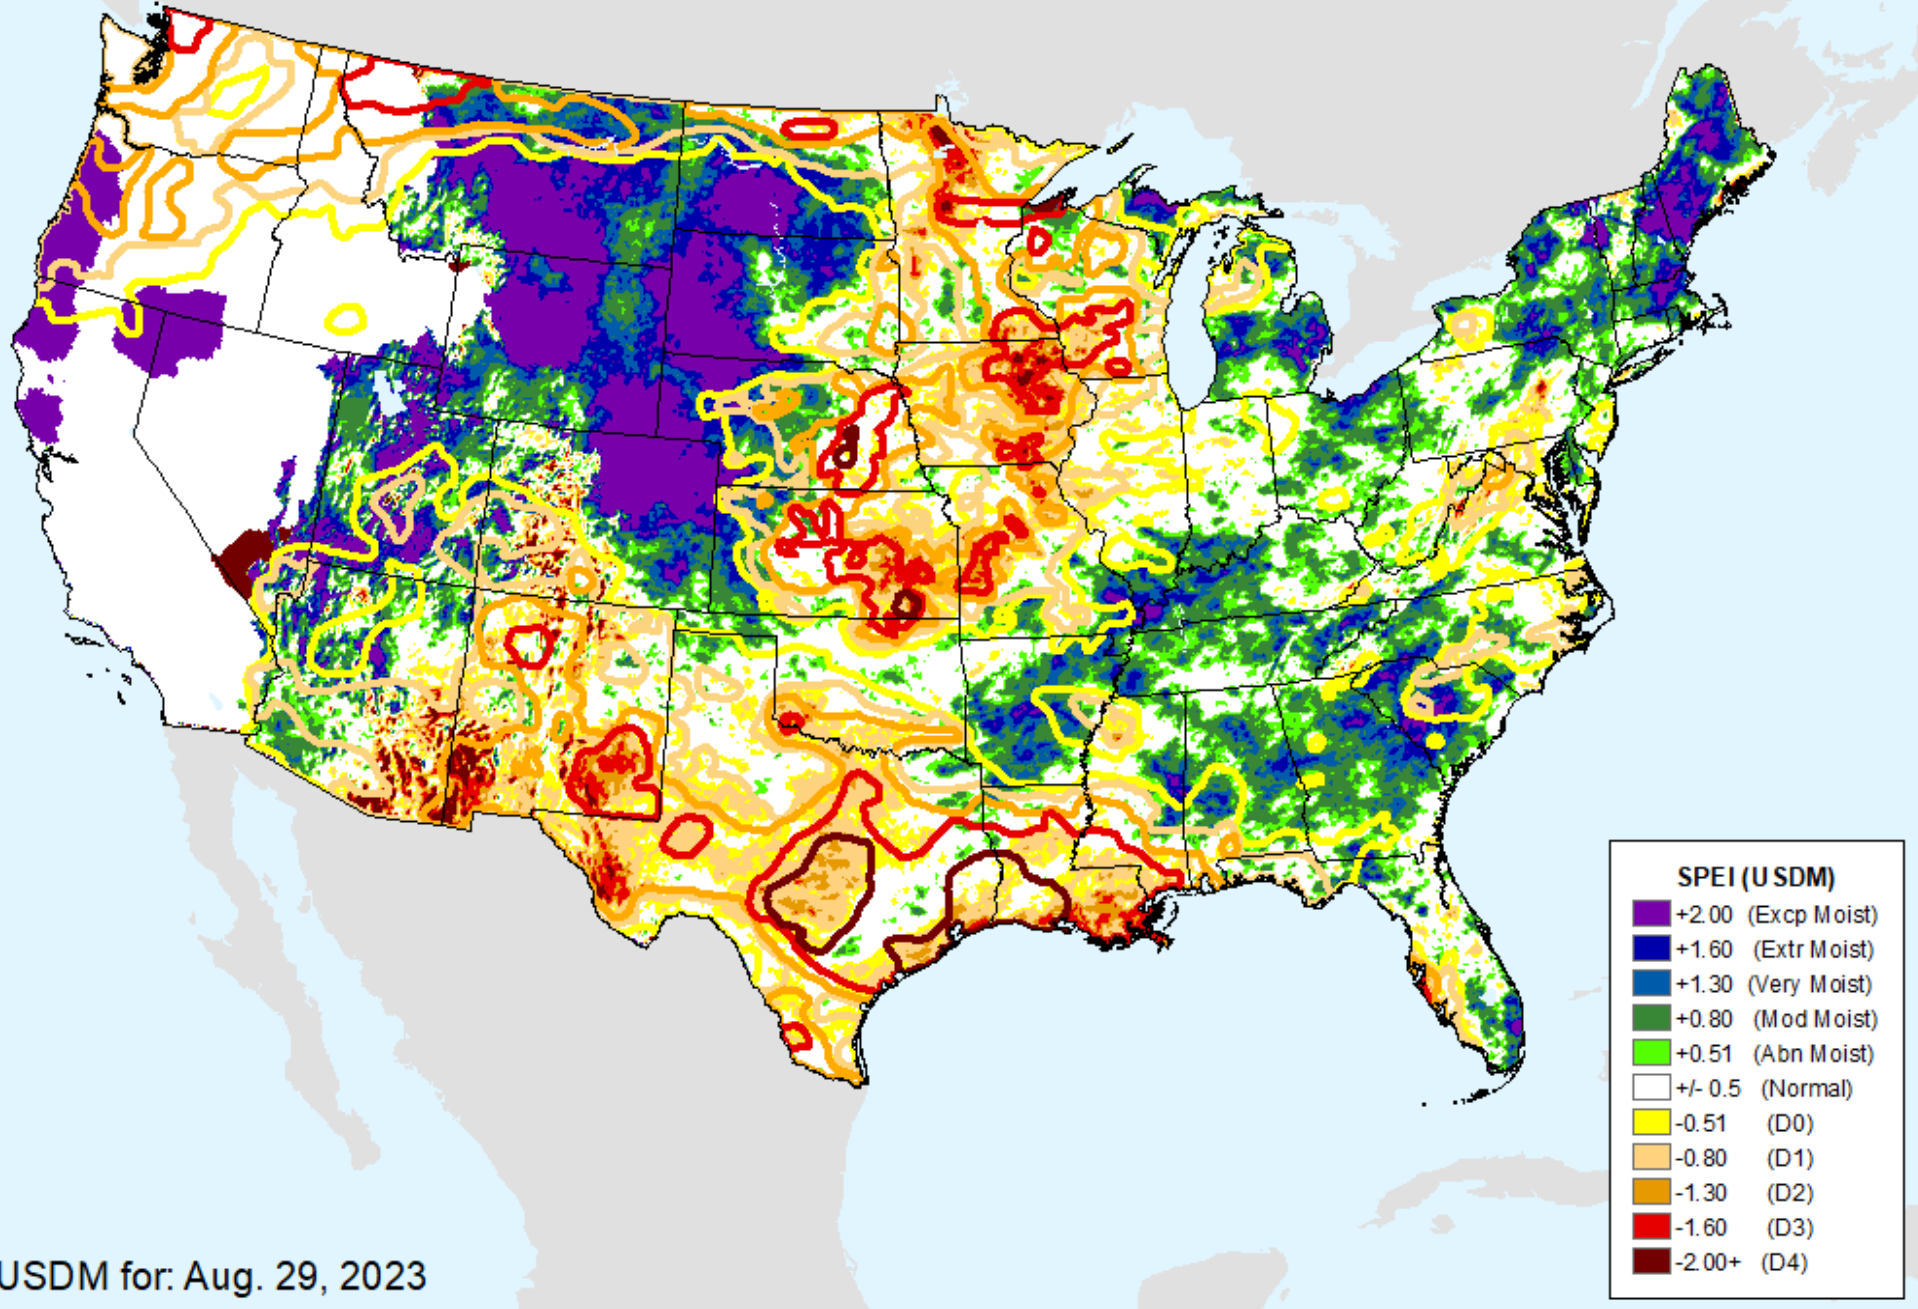 SPEI (USDM)
+2.00 (Excp Moist)
+1.60 (Extr Moist)
+1.30 (Very Moist)
+0.80 (Mod Moist)
+0.51 (Abn Moist)
+/- 0.5 (Normal)
-0.51 (D0)
-0.80 (D1)
-1.30 (D2)
-1.60 (D3)
-2.00+ (D4)
USDM for: Aug. 29, 2023